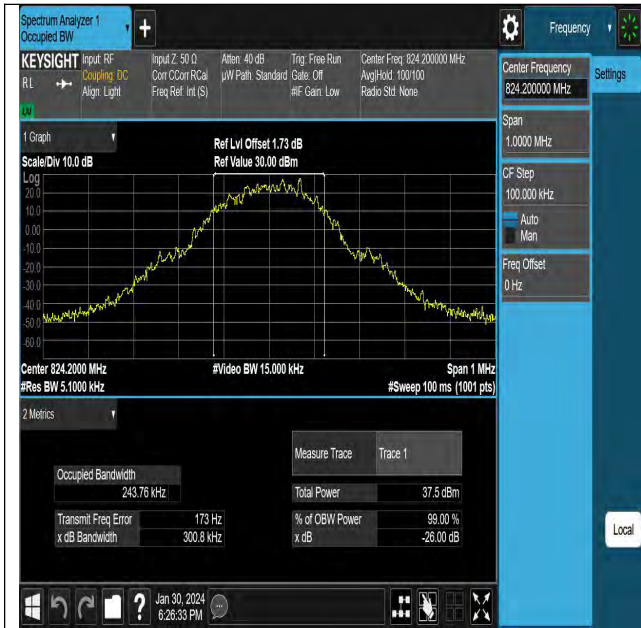 Spectrum Analyzer 1
Occupied BW
+
Frequency
KEYSIGHT
RL
LV
Input: RF
Coupling: DC
Align: Light
Input Z: 50 Ω
Corr CCorr RCal
Freq Ref: Int (S)
Atten: 40 dB
µW Path: Standard
Trig: Free Run
Gate: Off
#IF Gain: Low
Center Freq: 824.200000 MHz
Avg|Hold: 100/100
Radio Std: None
Center Frequency
824.200000 MHz
Settings
Span
1.0000 MHz
CF Step
100.000 kHz
Auto
Man
Freq Offset
0 Hz
1 Graph
Scale/Div 10.0 dB
Ref Lvl Offset 1.73 dB
Ref Value 30.00 dBm
Log
20.0
10.0
0.00
-10.0
-20.0
-30.0
-40.0
-50.0
-60.0
Center 824.2000 MHz
#Res BW 5.1000 kHz
#Video BW 15.000 kHz
Span 1 MHz
#Sweep 100 ms (1001 pts)
2 Metrics
Measure Trace Trace 1
Occupied Bandwidth
243.76 kHz
Total Power 37.5 dBm
Transmit Freq Error 173 Hz
% of OBW Power 99.00 %
x dB Bandwidth 300.8 kHz
x dB -26.00 dB
Local
?
Jan 30, 2024
6:26:33 PM